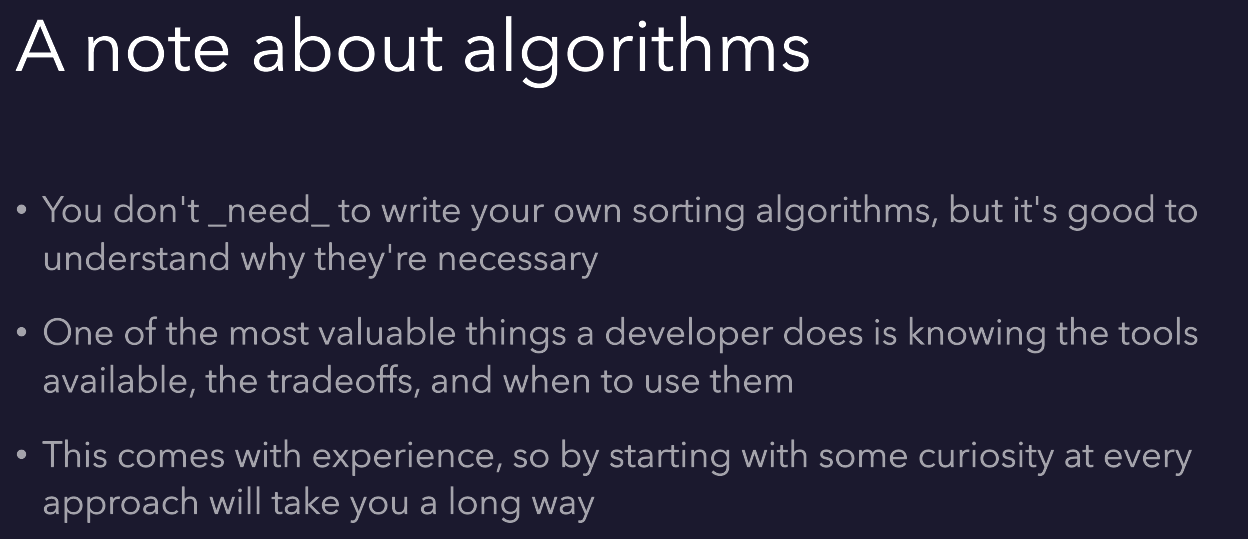 A note about algorithms
• You don't _need_ to write your own sorting algorithms, but it's good to
understand why they're necessary
• One of the most valuable things a developer does is knowing the tools
available, the tradeoffs, and when to use them
• This comes with experience, so by starting with some curiosity at every
approach will take you a long way